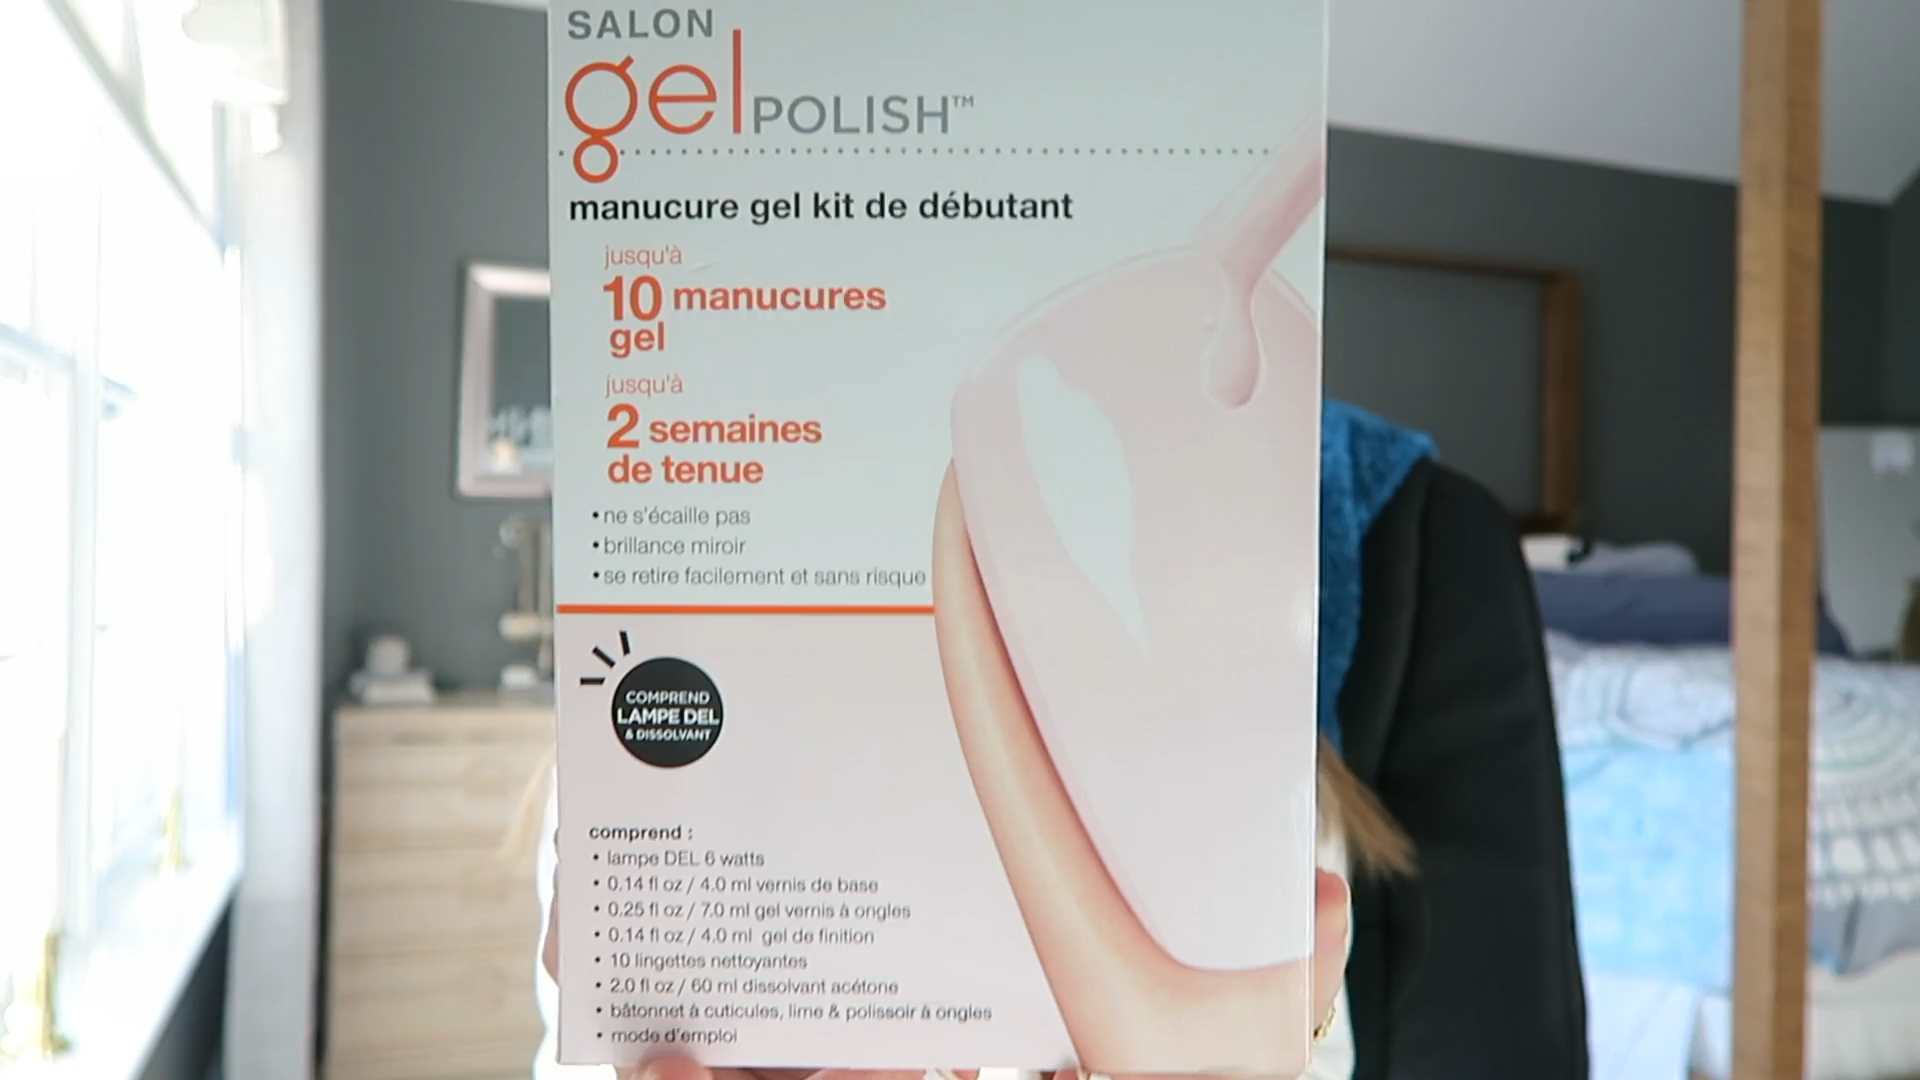 SALON
gel POLISH™
manucure gel kit de débutant
jusqu'à
10 manucures
gel
jusqu'à
2 semaines
de tenue
• ne s'écaille pas
• brillance miroir
• se retire facilement et sans risque
COMPREND
LAMPE DEL
& DISSOLVANT
comprend :
• lampe DEL 6 watts
• 0.14 fl oz / 4.0 ml vernis de base
• 0.25 fl oz / 7.0 ml gel vernis à ongles
• 0.14 fl oz / 4.0 ml gel de finition
• 10 lingettes nettoyantes
• 2.0 fl oz / 60 ml dissolvant acétone
• bâtonnet à cuticules, lime & polissoir à ongles
• mode d'emploi